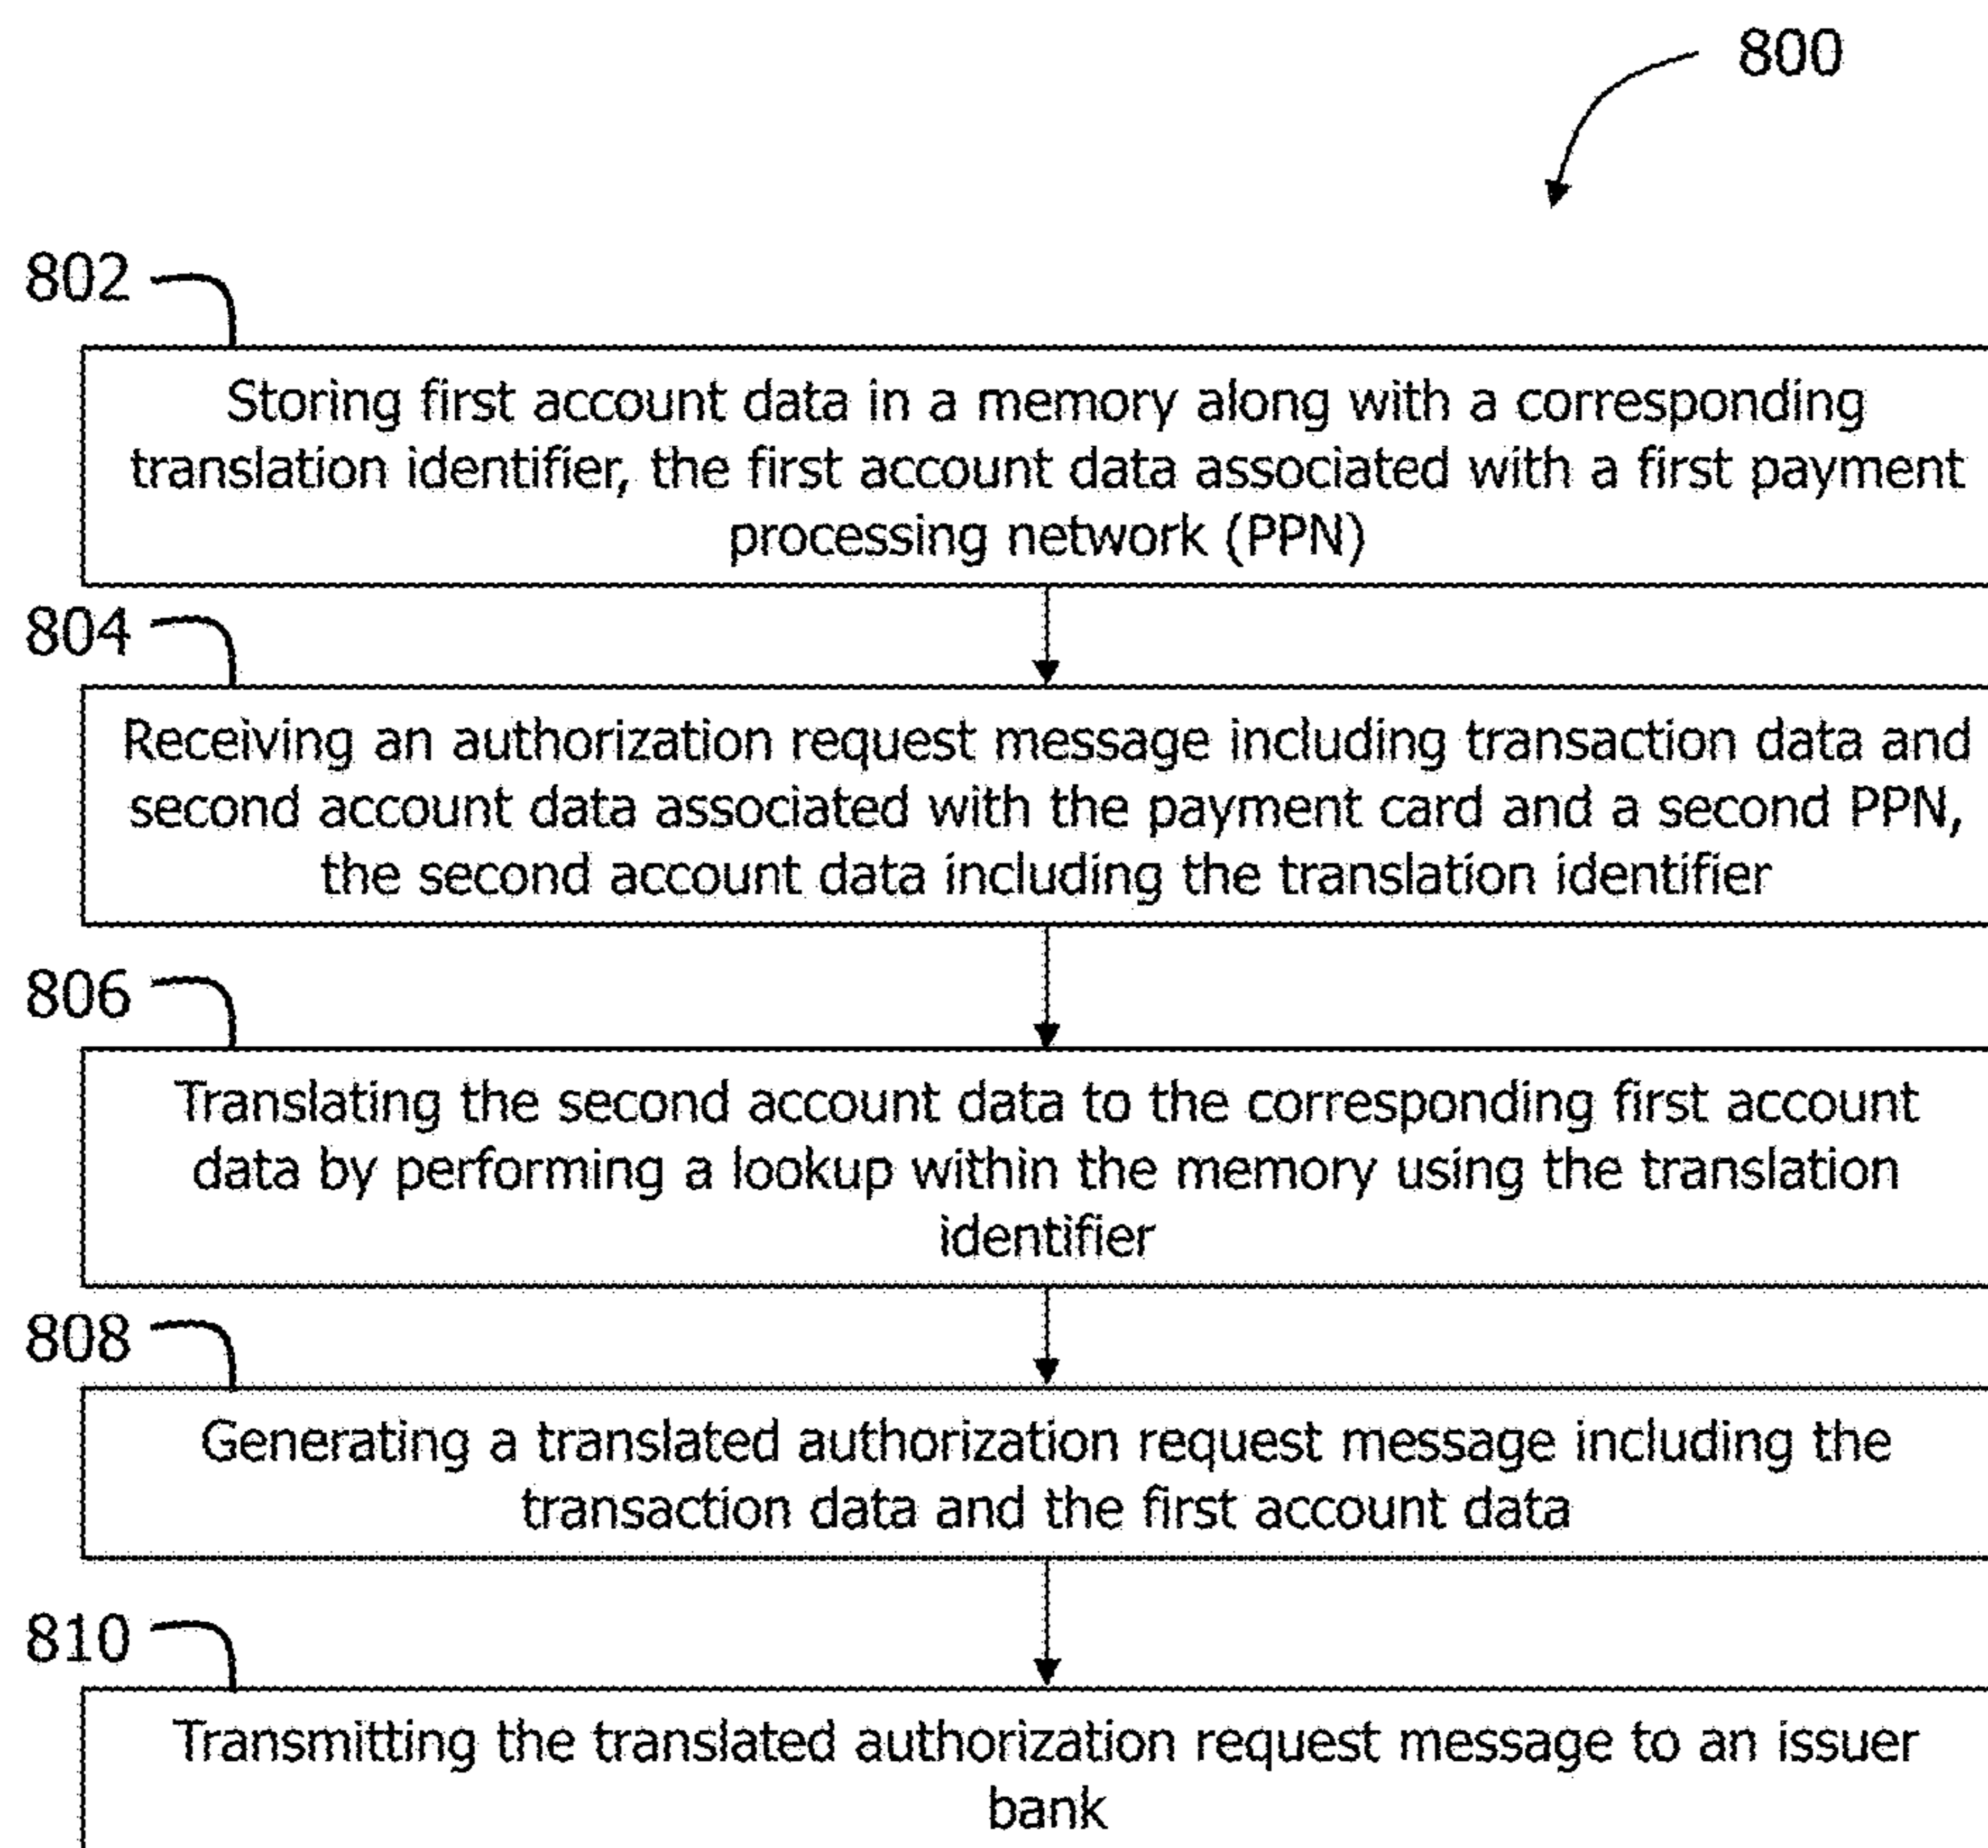 800
802
Storing first account data in a memory along with a corresponding
translation identifier, the first account data associated with a first payment
processing network (PPN)
804
Receiving an authorization request message including transaction data and
second account data associated with the payment card and a second PPN,
the second account data including the translation identifier
806
Translating the second account data to the corresponding first account
data by performing a lookup within the memory using the translation
identifier
808
Generating a translated authorization request message including the
transaction data and the first account data
810
Transmitting the translated authorization request message to an issuer
bank